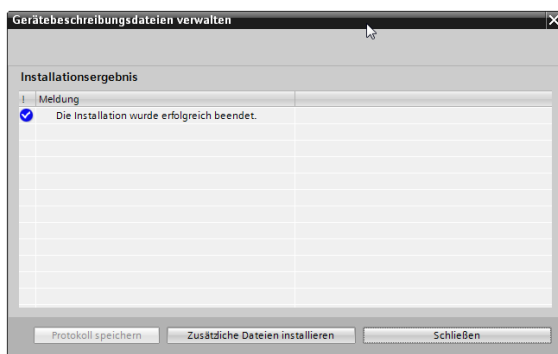 Gerätebeschreibungsdateien verwalten
Installationsergebnis
! Meldung
Die Installation wurde erfolgreich beendet.
Protokoll speichern Zusätzliche Dateien installieren Schließen